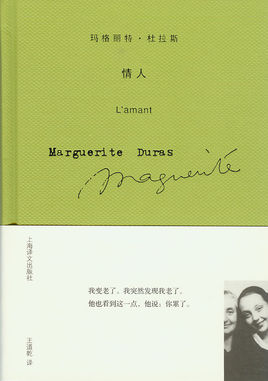 玛格丽特·杜拉斯
情人
L'amant
Marguerite Duras
Marguerite
我变老了。我突然发现我老了。
他也看到这一点，他说：你累了。
上海译文出版社
王道乾 译